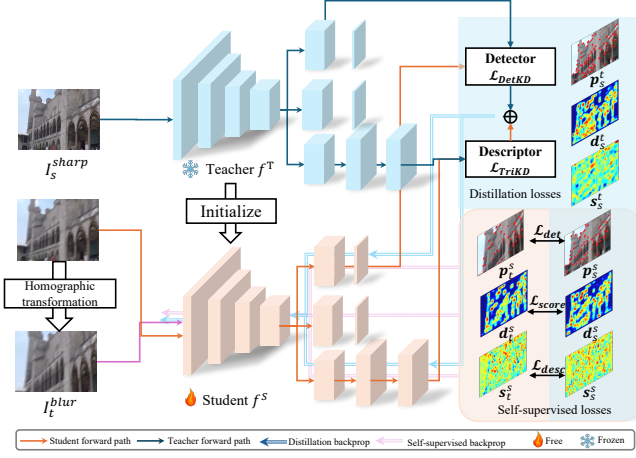 Detector
𝓛_DetKD
p_s^t
I_s^sharp
Teacher f^T
⊕
Descriptor
𝓛_TriKD
d_s^t
Distillation losses
s_s^t
Initialize
𝓛_det
p_t^s
p_s^s
Homographic
transformation
𝓛_score
d_t^s
d_s^s
𝓛_desc
s_t^s
s_s^s
I_t^blur
Student f^S
Self-supervised losses
Student forward path
Teacher forward path
Distillation backprop
Self-supervised backprop
Free
Frozen